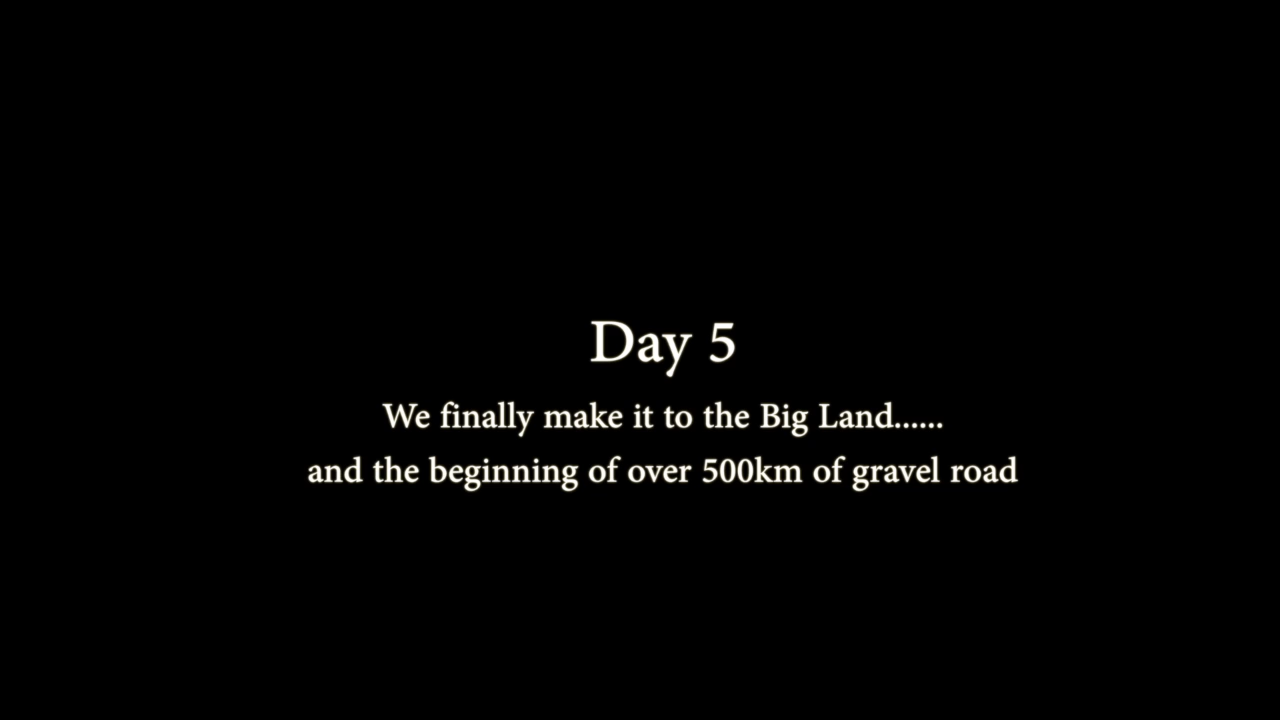 Day 5
We finally make it to the Big Land......
and the beginning of over 500km of gravel road